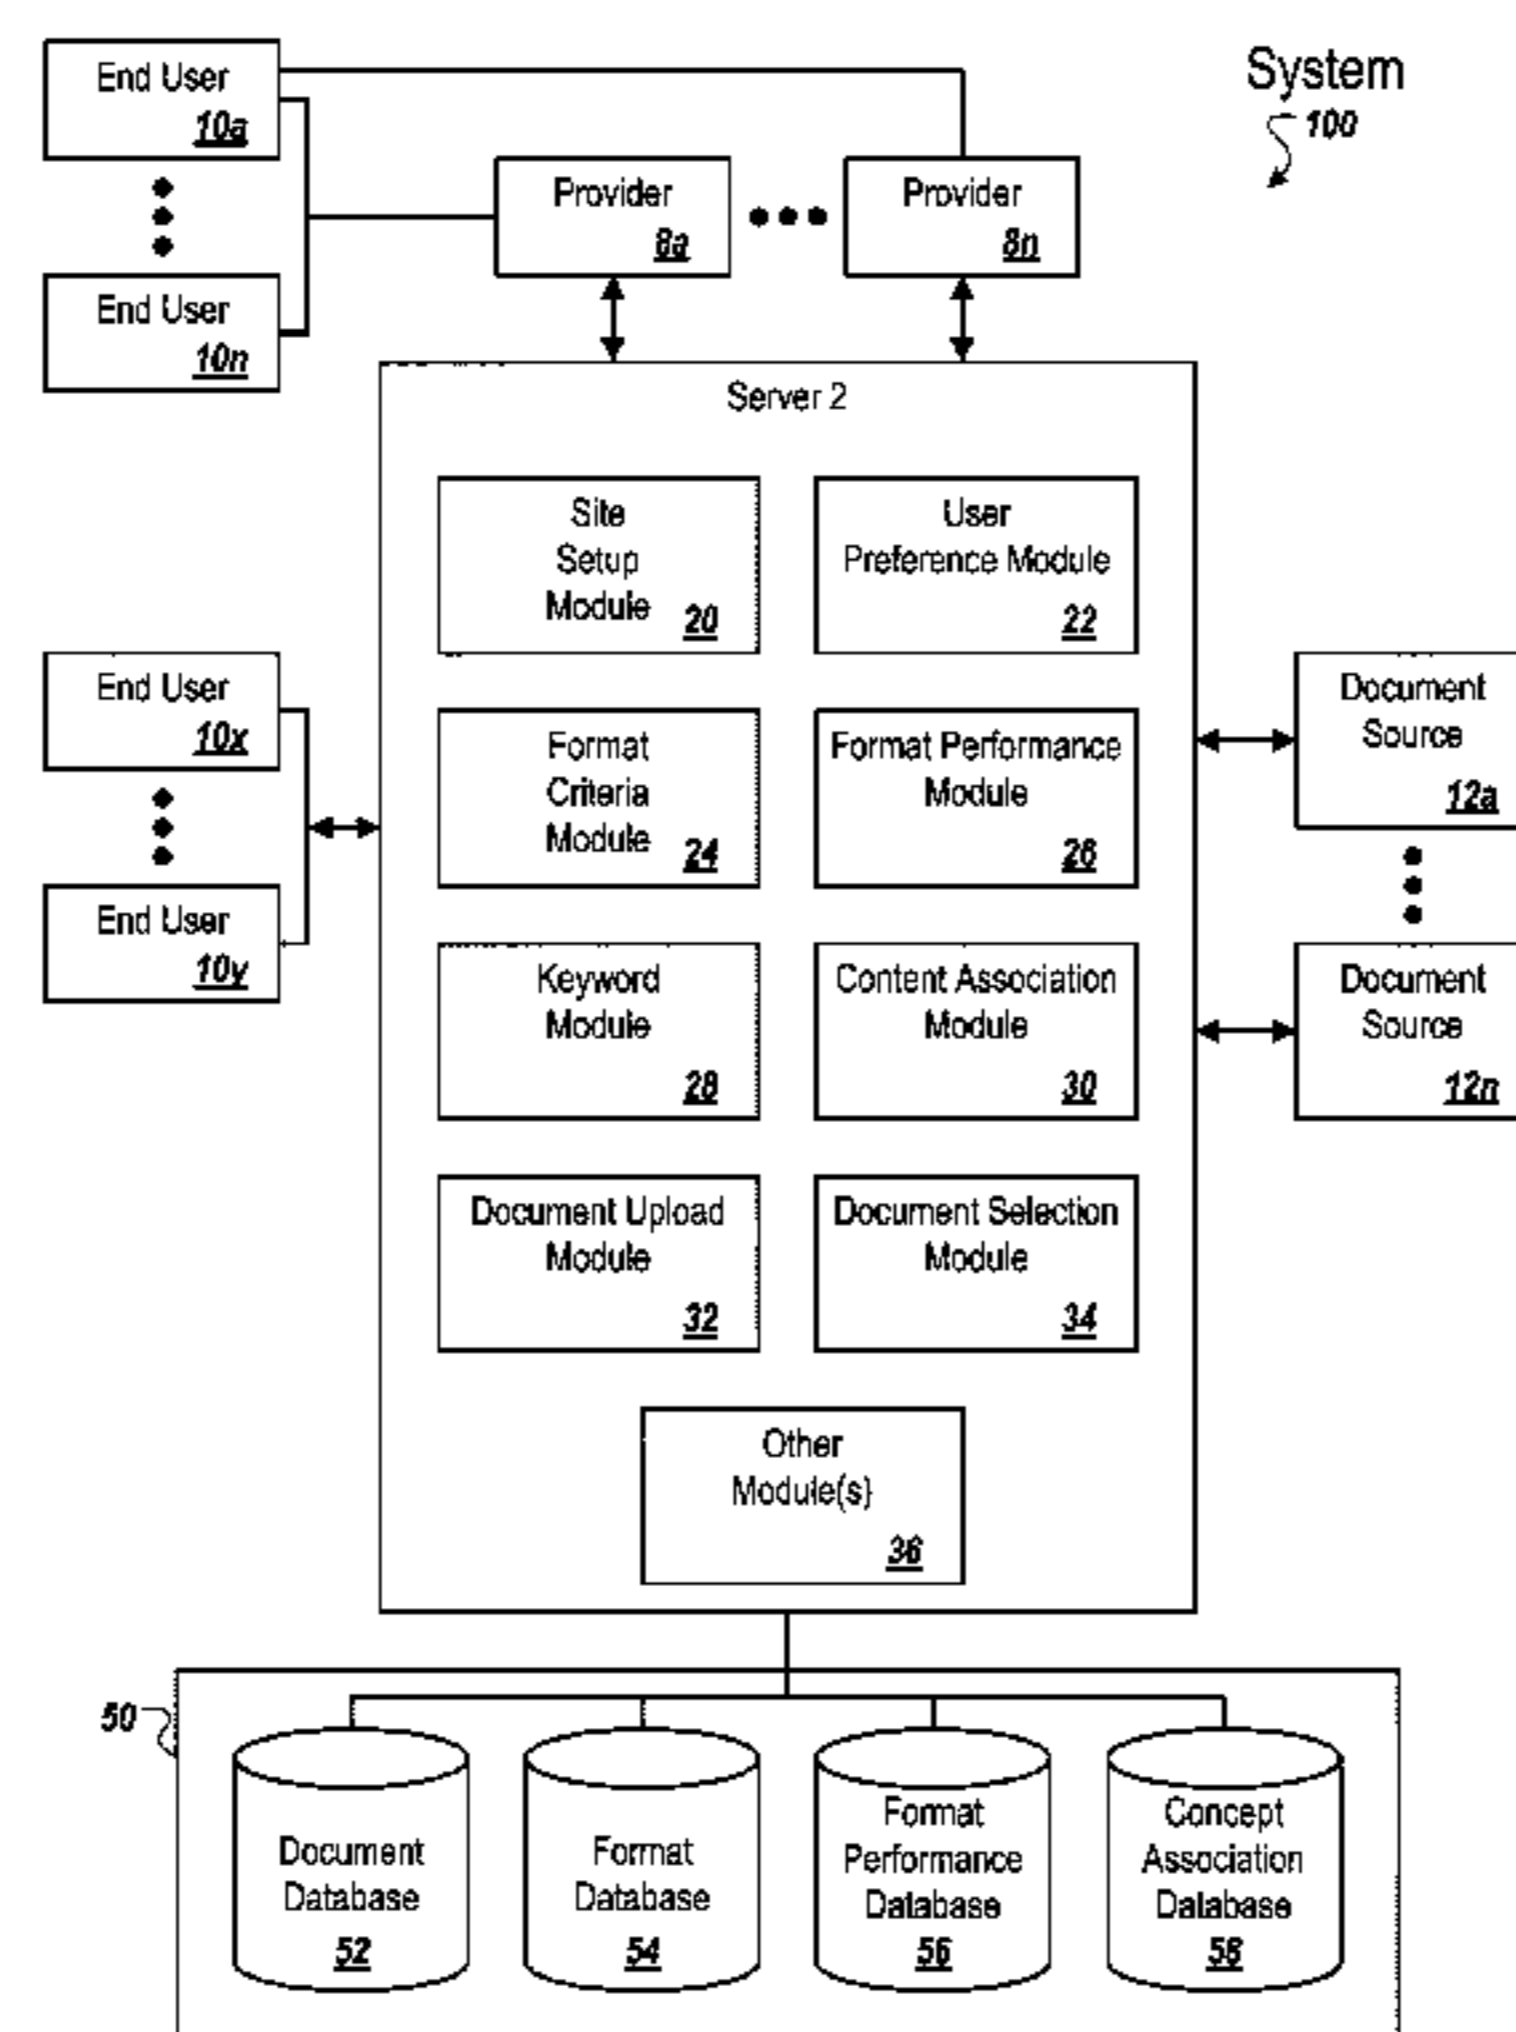 System
100
End User
10a
End User
10n
Provider
8a
Provider
8n
Server 2
Site
Setup
Module
20
User
Preference Module
22
Format
Criteria
Module
24
Format Performance
Module
26
Keyword
Module
28
Content Association
Module
30
Document Upload
Module
32
Document Selection
Module
34
Other
Module(s)
36
End User
10x
End User
10y
Document
Source
12a
Document
Source
12n
50
Document
Database
52
Format
Database
54
Format
Performance
Database
56
Concept
Association
Database
58